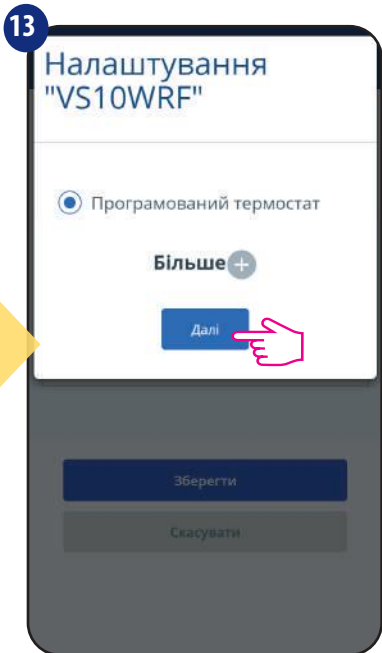 13
Налаштування
"VS10WRF"
Програмований термостат
Більше +
Далі
Зберегти
Скасувати